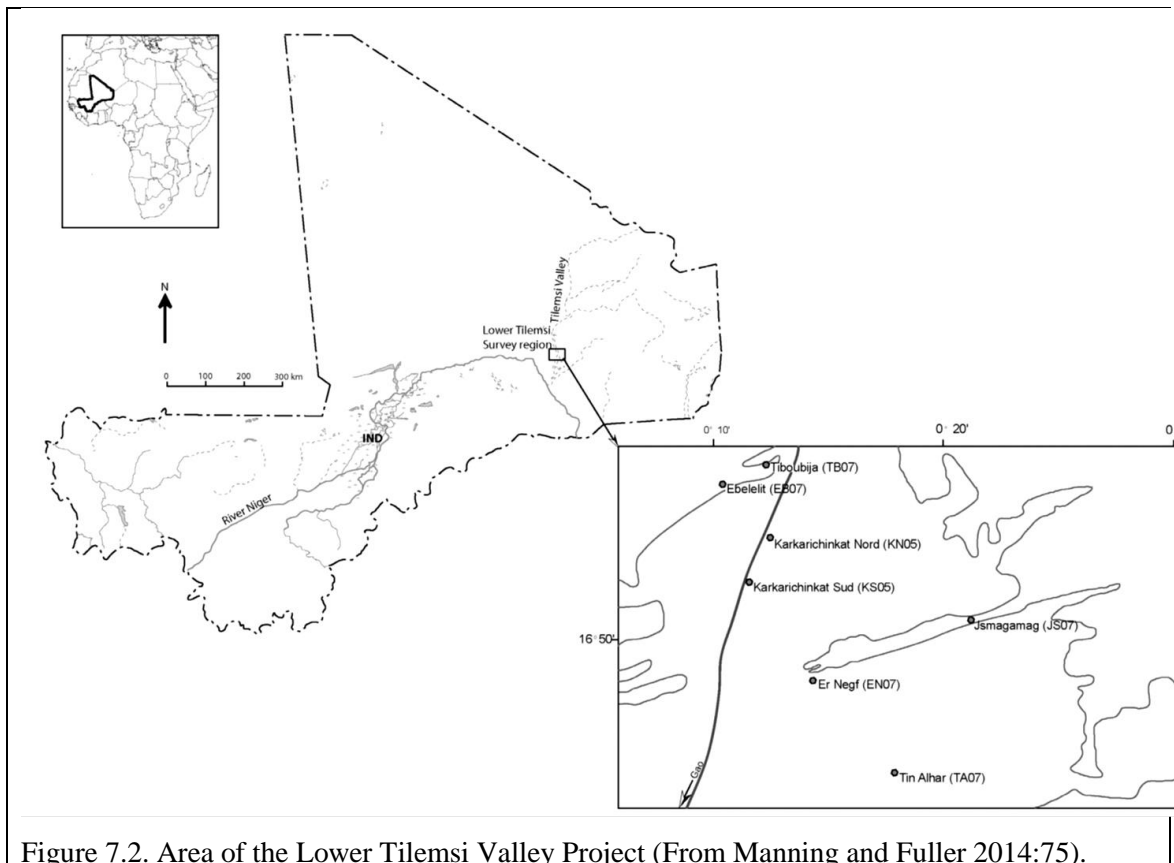 N
0 100 200 300 km
Tilemsi Valley
Lower Tilemsi
Survey region
IND
River Niger
0° 10'
0° 20'
0
Tiboubija (TB07)
Ebelelit (EB07)
Karkarichinkat Nord (KN05)
Karkarichinkat Sud (KS05)
16°50'
Jsmagamag (JS07)
Er Negf (EN07)
Tin Alhar (TA07)
Gao
Figure 7.2. Area of the Lower Tilemsi Valley Project (From Manning and Fuller 2014:75).